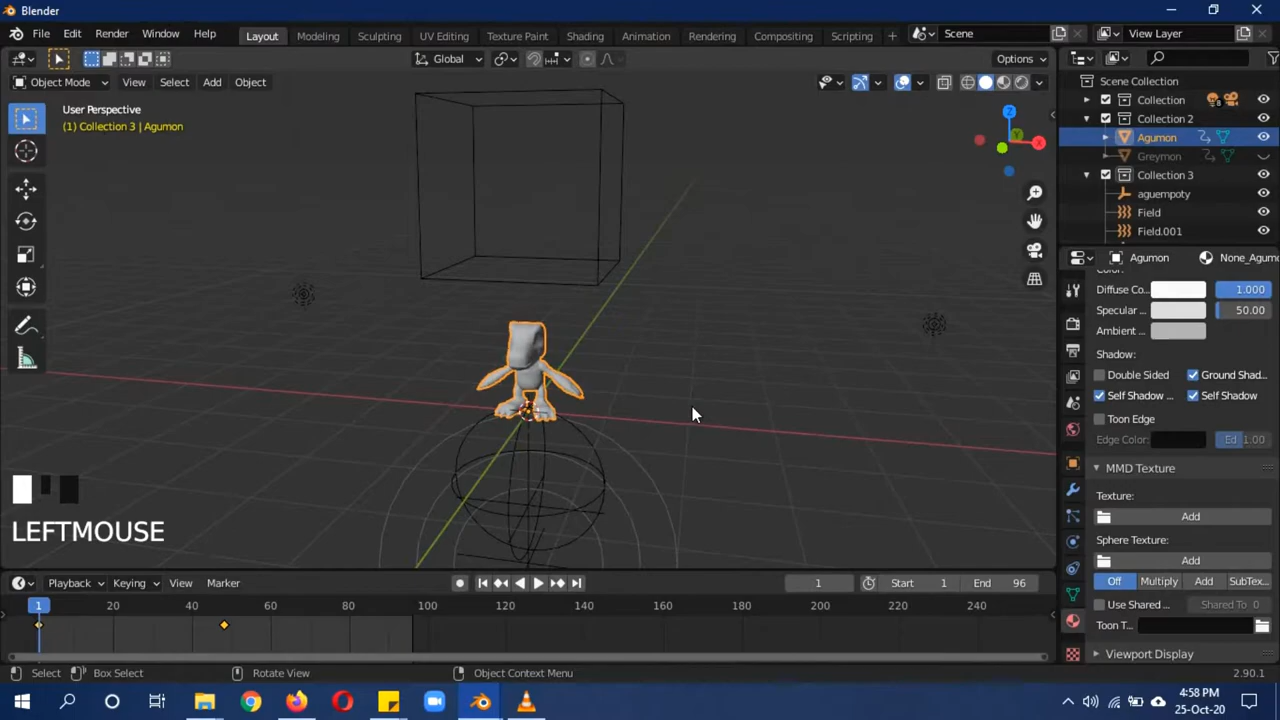 Blender
File Edit Render Window Help
Layout Modeling Sculpting UV Editing Texture Paint Shading Animation Rendering Compositing Scripting +
Scene
View Layer
Global
Options
Object Mode View Select Add Object
User Perspective
(1) Collection 3 | Agumon
Z
Y
X
LEFTMOUSE
Scene Collection
Collection
8
Collection 2
Agumon
Greymon
Collection 3
aguempoty
Field
Field.001
Agumon None_Agumo
Color:
Diffuse Co... 1.000
Specular ... 50.00
Ambient ...
Shadow:
Double Sided Ground Shad...
Self Shadow ... Self Shadow
Toon Edge
Edge Color: Ed 1.00
MMD Texture
Texture:
Add
Sphere Texture:
Add
Off Multiply Add SubTex...
Use Shared ... Shared To 0
Toon T...
Viewport Display
Playback Keying View Marker
1 Start 1 End 96
1 20 40 60 80 100 120 140 160 180 200 220 240
Select Box Select Rotate View Object Context Menu 2.90.1
4:58 PM
25-Oct-20